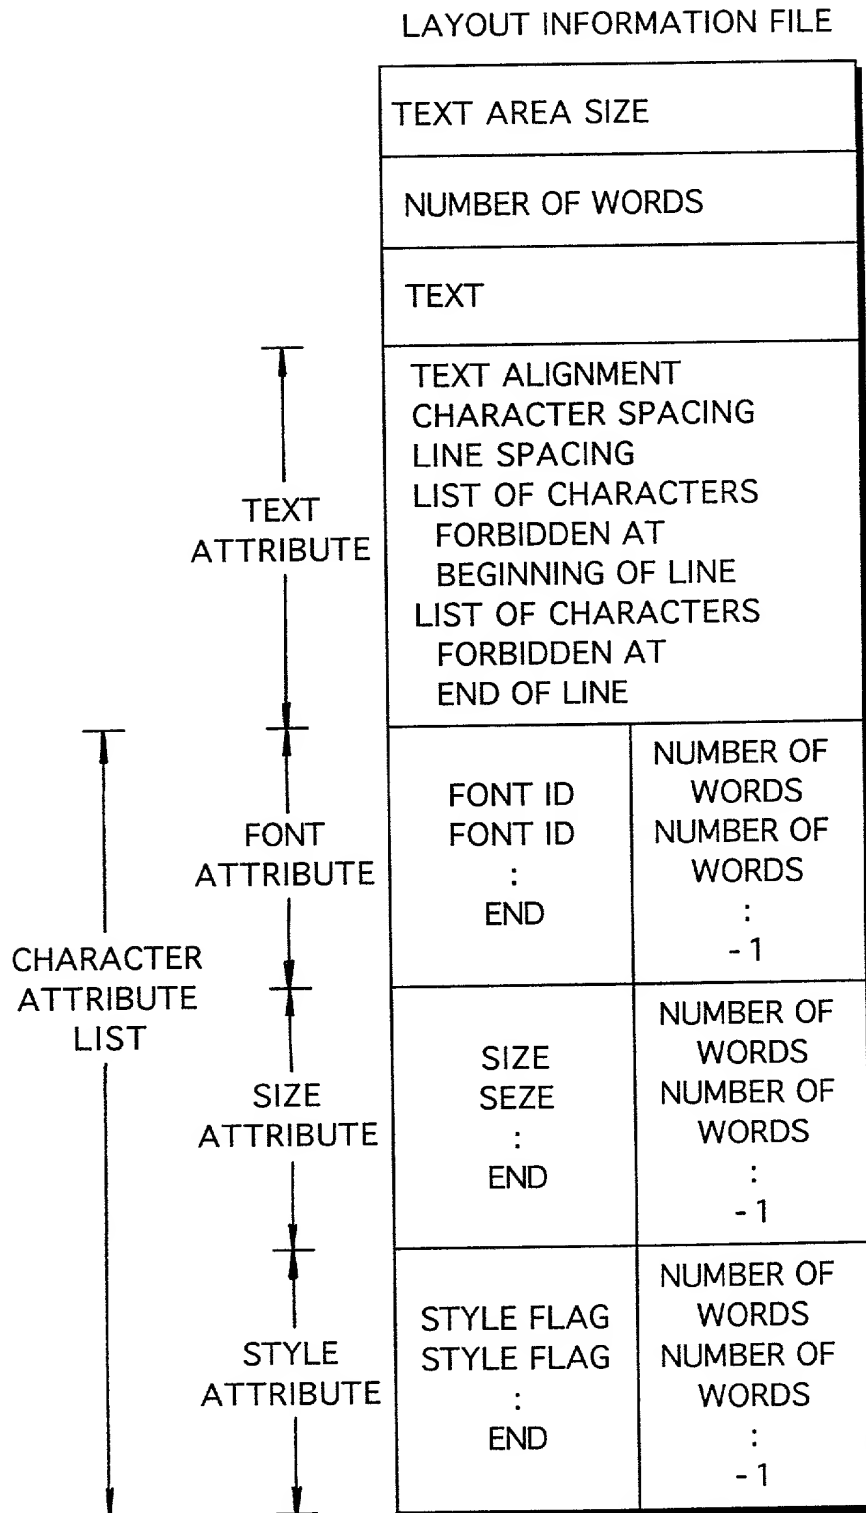 LAYOUT INFORMATION FILE
TEXT AREA SIZE
NUMBER OF WORDS
TEXT
TEXT
ATTRIBUTE
TEXT ALIGNMENT
CHARACTER SPACING
LINE SPACING
LIST OF CHARACTERS
FORBIDDEN AT
BEGINNING OF LINE
LIST OF CHARACTERS
FORBIDDEN AT
END OF LINE
CHARACTER
ATTRIBUTE
LIST
FONT
ATTRIBUTE
FONT ID
FONT ID
:
END
NUMBER OF
WORDS
NUMBER OF
WORDS
:
-1
SIZE
ATTRIBUTE
SIZE
SEZE
:
END
NUMBER OF
WORDS
NUMBER OF
WORDS
:
-1
STYLE
ATTRIBUTE
STYLE FLAG
STYLE FLAG
:
END
NUMBER OF
WORDS
NUMBER OF
WORDS
:
-1